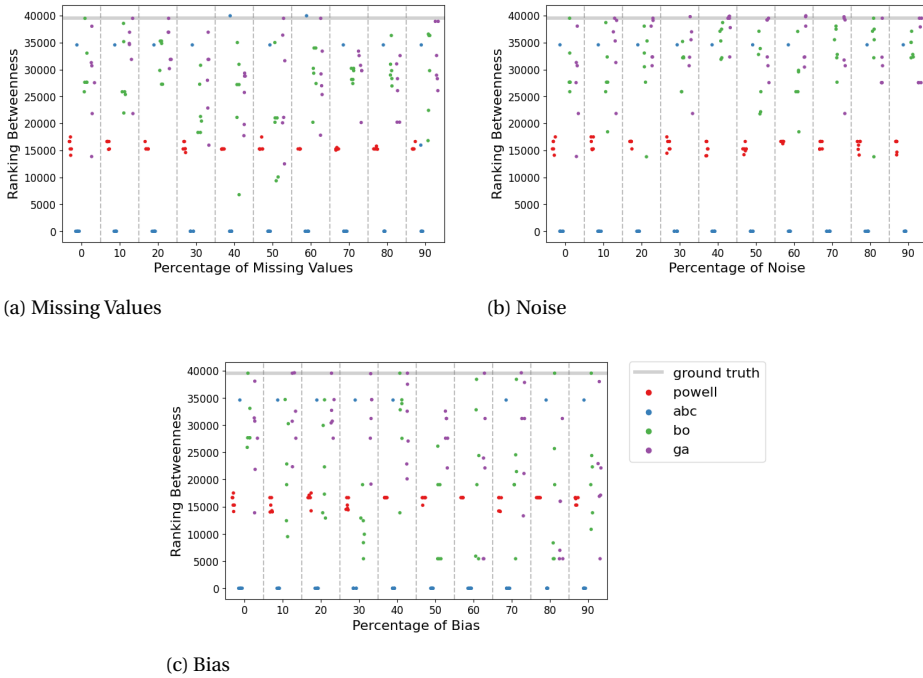 40000
35000
30000
25000
20000
15000
10000
5000
0
Ranking Betweenness
0 10 20 30 40 50 60 70 80 90
Percentage of Missing Values
(a) Missing Values
40000
35000
30000
25000
20000
15000
10000
5000
0
Ranking Betweenness
0 10 20 30 40 50 60 70 80 90
Percentage of Noise
(b) Noise
40000
35000
30000
25000
20000
15000
10000
5000
0
Ranking Betweenness
0 10 20 30 40 50 60 70 80 90
Percentage of Bias
ground truth
powell
abc
bo
ga
(c) Bias